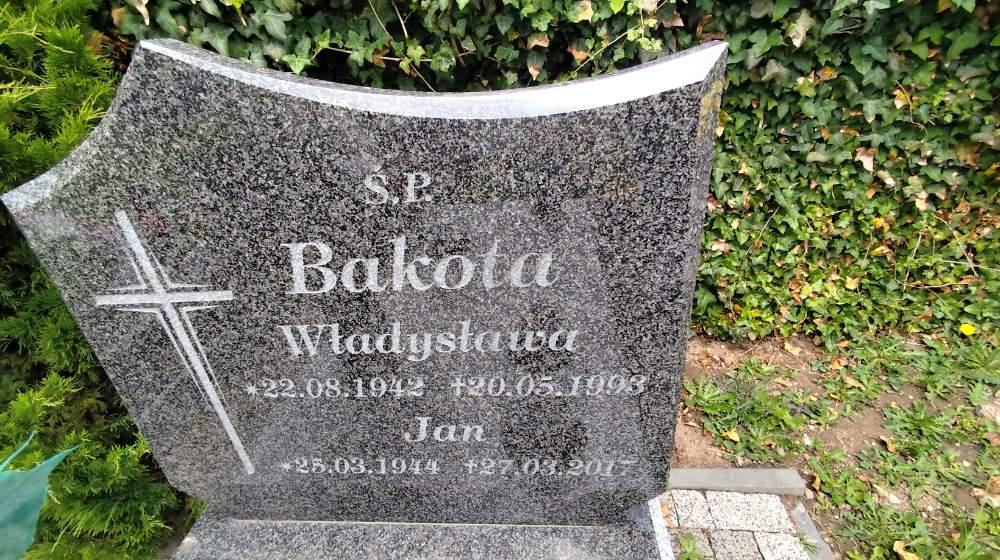 Ś.P.
Bakota
Władysława
*22.08.1942 †20.05.1993
Jan
*25.03.1944 †27.03.2017